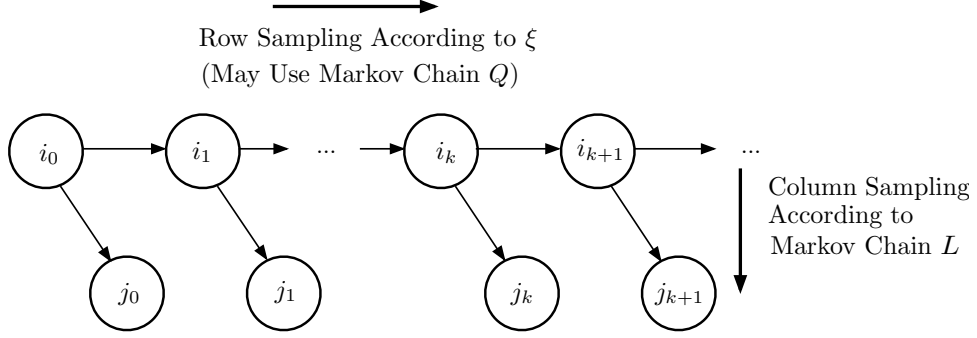 Row Sampling According to ξ
(May Use Markov Chain Q)
i₀ i₁ ... iₖ iₖ₊₁ ...
Column Sampling
According to
Markov Chain L
j₀ j₁ jₖ jₖ₊₁